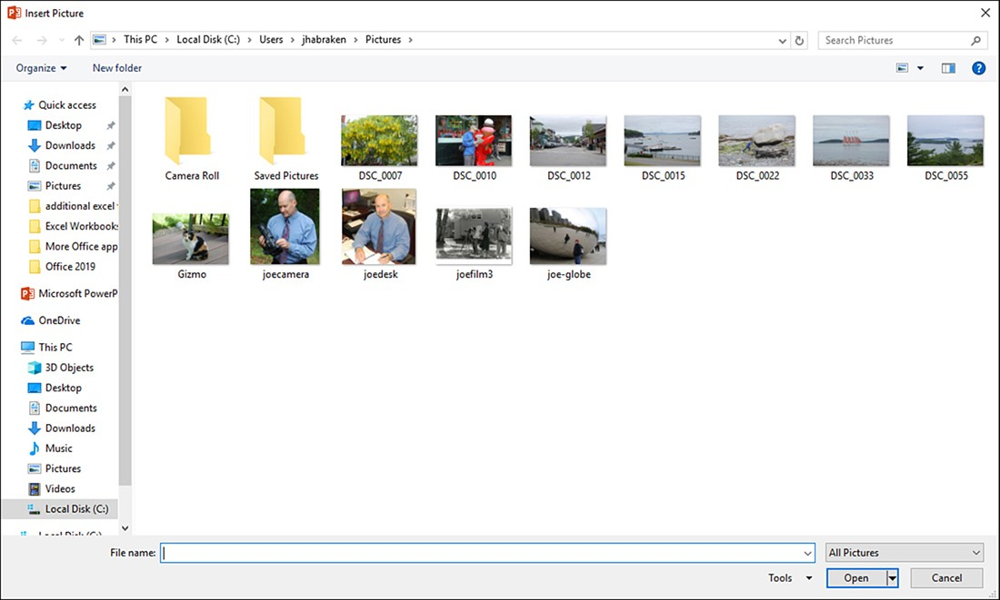 Insert Picture
This PC > Local Disk (C:) > Users > jhabraken > Pictures >
Search Pictures
Organize
New folder
Quick access
Desktop
Downloads
Documents
Pictures
additional excel
Excel Workbooks
More Office app
Office 2019
Microsoft PowerP
OneDrive
This PC
3D Objects
Desktop
Documents
Downloads
Music
Pictures
Videos
Local Disk (C:)
Local Disk (C:)
Camera Roll
Saved Pictures
DSC_0007
DSC_0010
DSC_0012
DSC_0015
DSC_0022
DSC_0033
DSC_0055
Gizmo
joecamera
joedesk
joefilm3
joe-globe
File name:
All Pictures
Tools
Open
Cancel